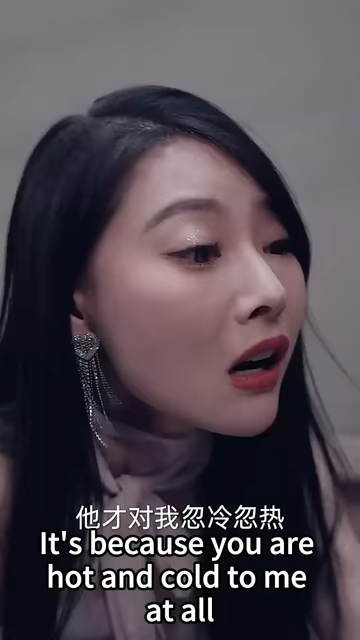 他才对我忽冷忽热
It's because you are
hot and cold to me
at all